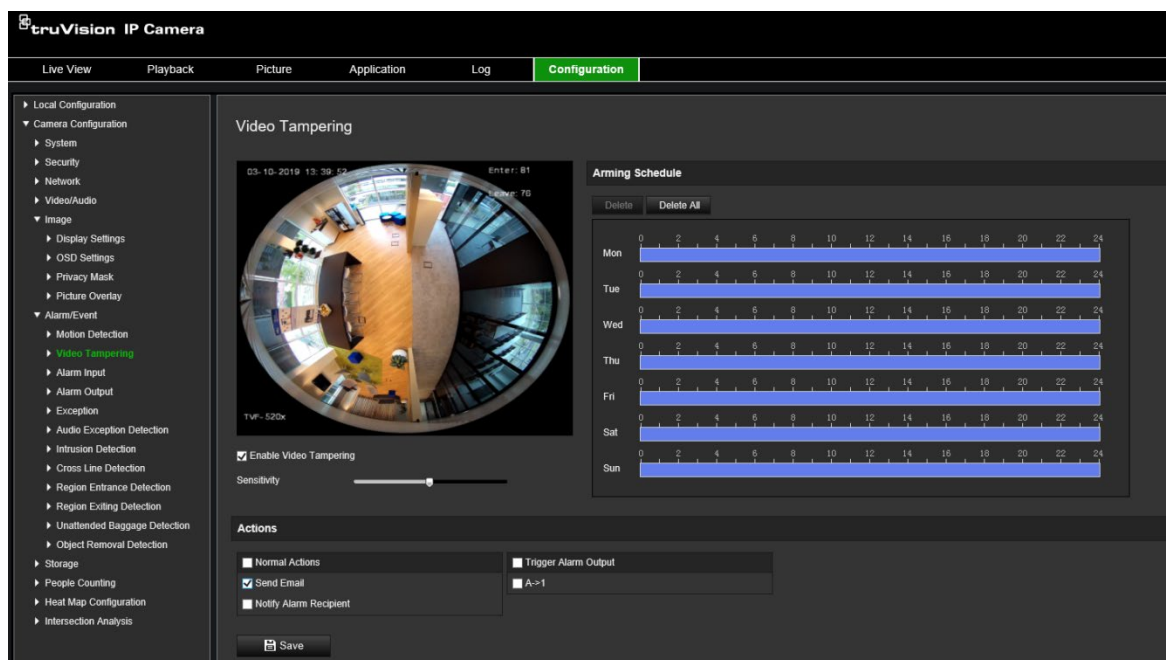 truVision IP Camera
Live View Playback Picture Application Log Configuration
Local Configuration
Camera Configuration
System
Security
Network
Video/Audio
Image
Display Settings
OSD Settings
Privacy Mask
Picture Overlay
Alarm/Event
Motion Detection
Video Tampering
Alarm Input
Alarm Output
Exception
Audio Exception Detection
Intrusion Detection
Cross Line Detection
Region Entrance Detection
Region Exiting Detection
Unattended Baggage Detection
Object Removal Detection
Storage
People Counting
Heat Map Configuration
Intersection Analysis
Video Tampering
03-10-2019 13:39:52 Enter: 81
Leave: 70
TVF-520x
Enable Video Tampering
Sensitivity
Arming Schedule
Delete Delete All
0 2 4 6 8 10 12 14 16 18 20 22 24
Mon
0 2 4 6 8 10 12 14 16 18 20 22 24
Tue
0 2 4 6 8 10 12 14 16 18 20 22 24
Wed
0 2 4 6 8 10 12 14 16 18 20 22 24
Thu
0 2 4 6 8 10 12 14 16 18 20 22 24
Fri
0 2 4 6 8 10 12 14 16 18 20 22 24
Sat
0 2 4 6 8 10 12 14 16 18 20 22 24
Sun
Actions
Normal Actions Trigger Alarm Output
Send Email A->1
Notify Alarm Recipient
Save